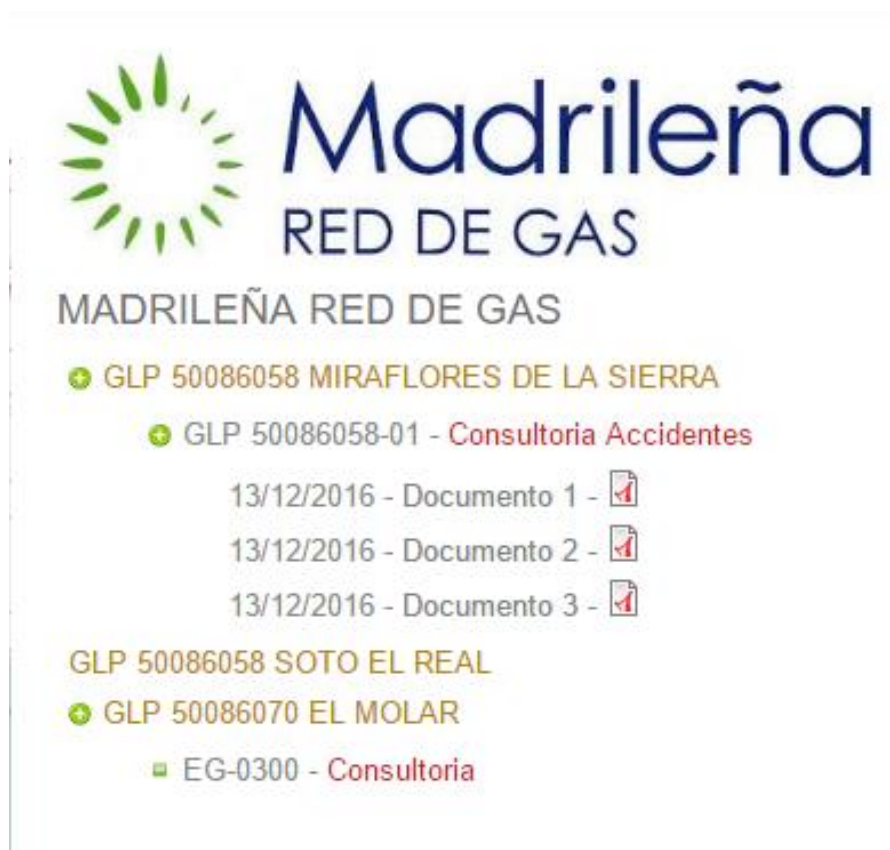 Madrileña
RED DE GAS
MADRILEÑA RED DE GAS
GLP 50086058 MIRAFLORES DE LA SIERRA
GLP 50086058-01 - Consultoria Accidentes
13/12/2016 - Documento 1 -
13/12/2016 - Documento 2 -
13/12/2016 - Documento 3 -
GLP 50086058 SOTO EL REAL
GLP 50086070 EL MOLAR
EG-0300 - Consultoria